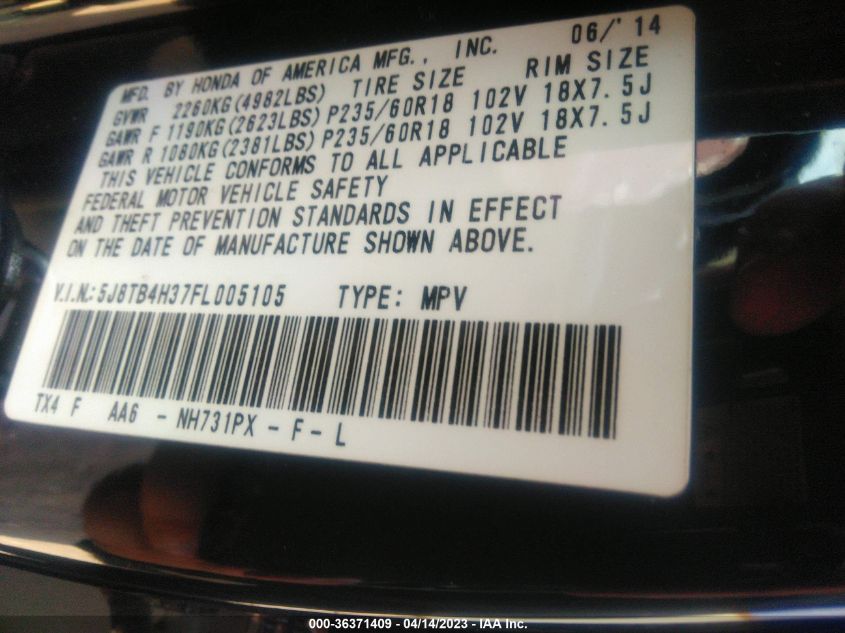 MFD. BY HONDA OF AMERICA MFG., INC. 06/'14
GVWR 2260KG(4982LBS) TIRE SIZE RIM SIZE
GAWR F 1190KG(2623LBS) P235/60R18 102V 18X7.5J
GAWR R 1080KG(2381LBS) P235/60R18 102V 18X7.5J
THIS VEHICLE CONFORMS TO ALL APPLICABLE
FEDERAL MOTOR VEHICLE SAFETY
AND THEFT PREVENTION STANDARDS IN EFFECT
ON THE DATE OF MANUFACTURE SHOWN ABOVE.
V.I.N.: 5J8TB4H37FL005105 TYPE: MPV
TX4 F AA6 - NH731PX - F - L
000-36371409 - 04/14/2023 - IAA Inc.